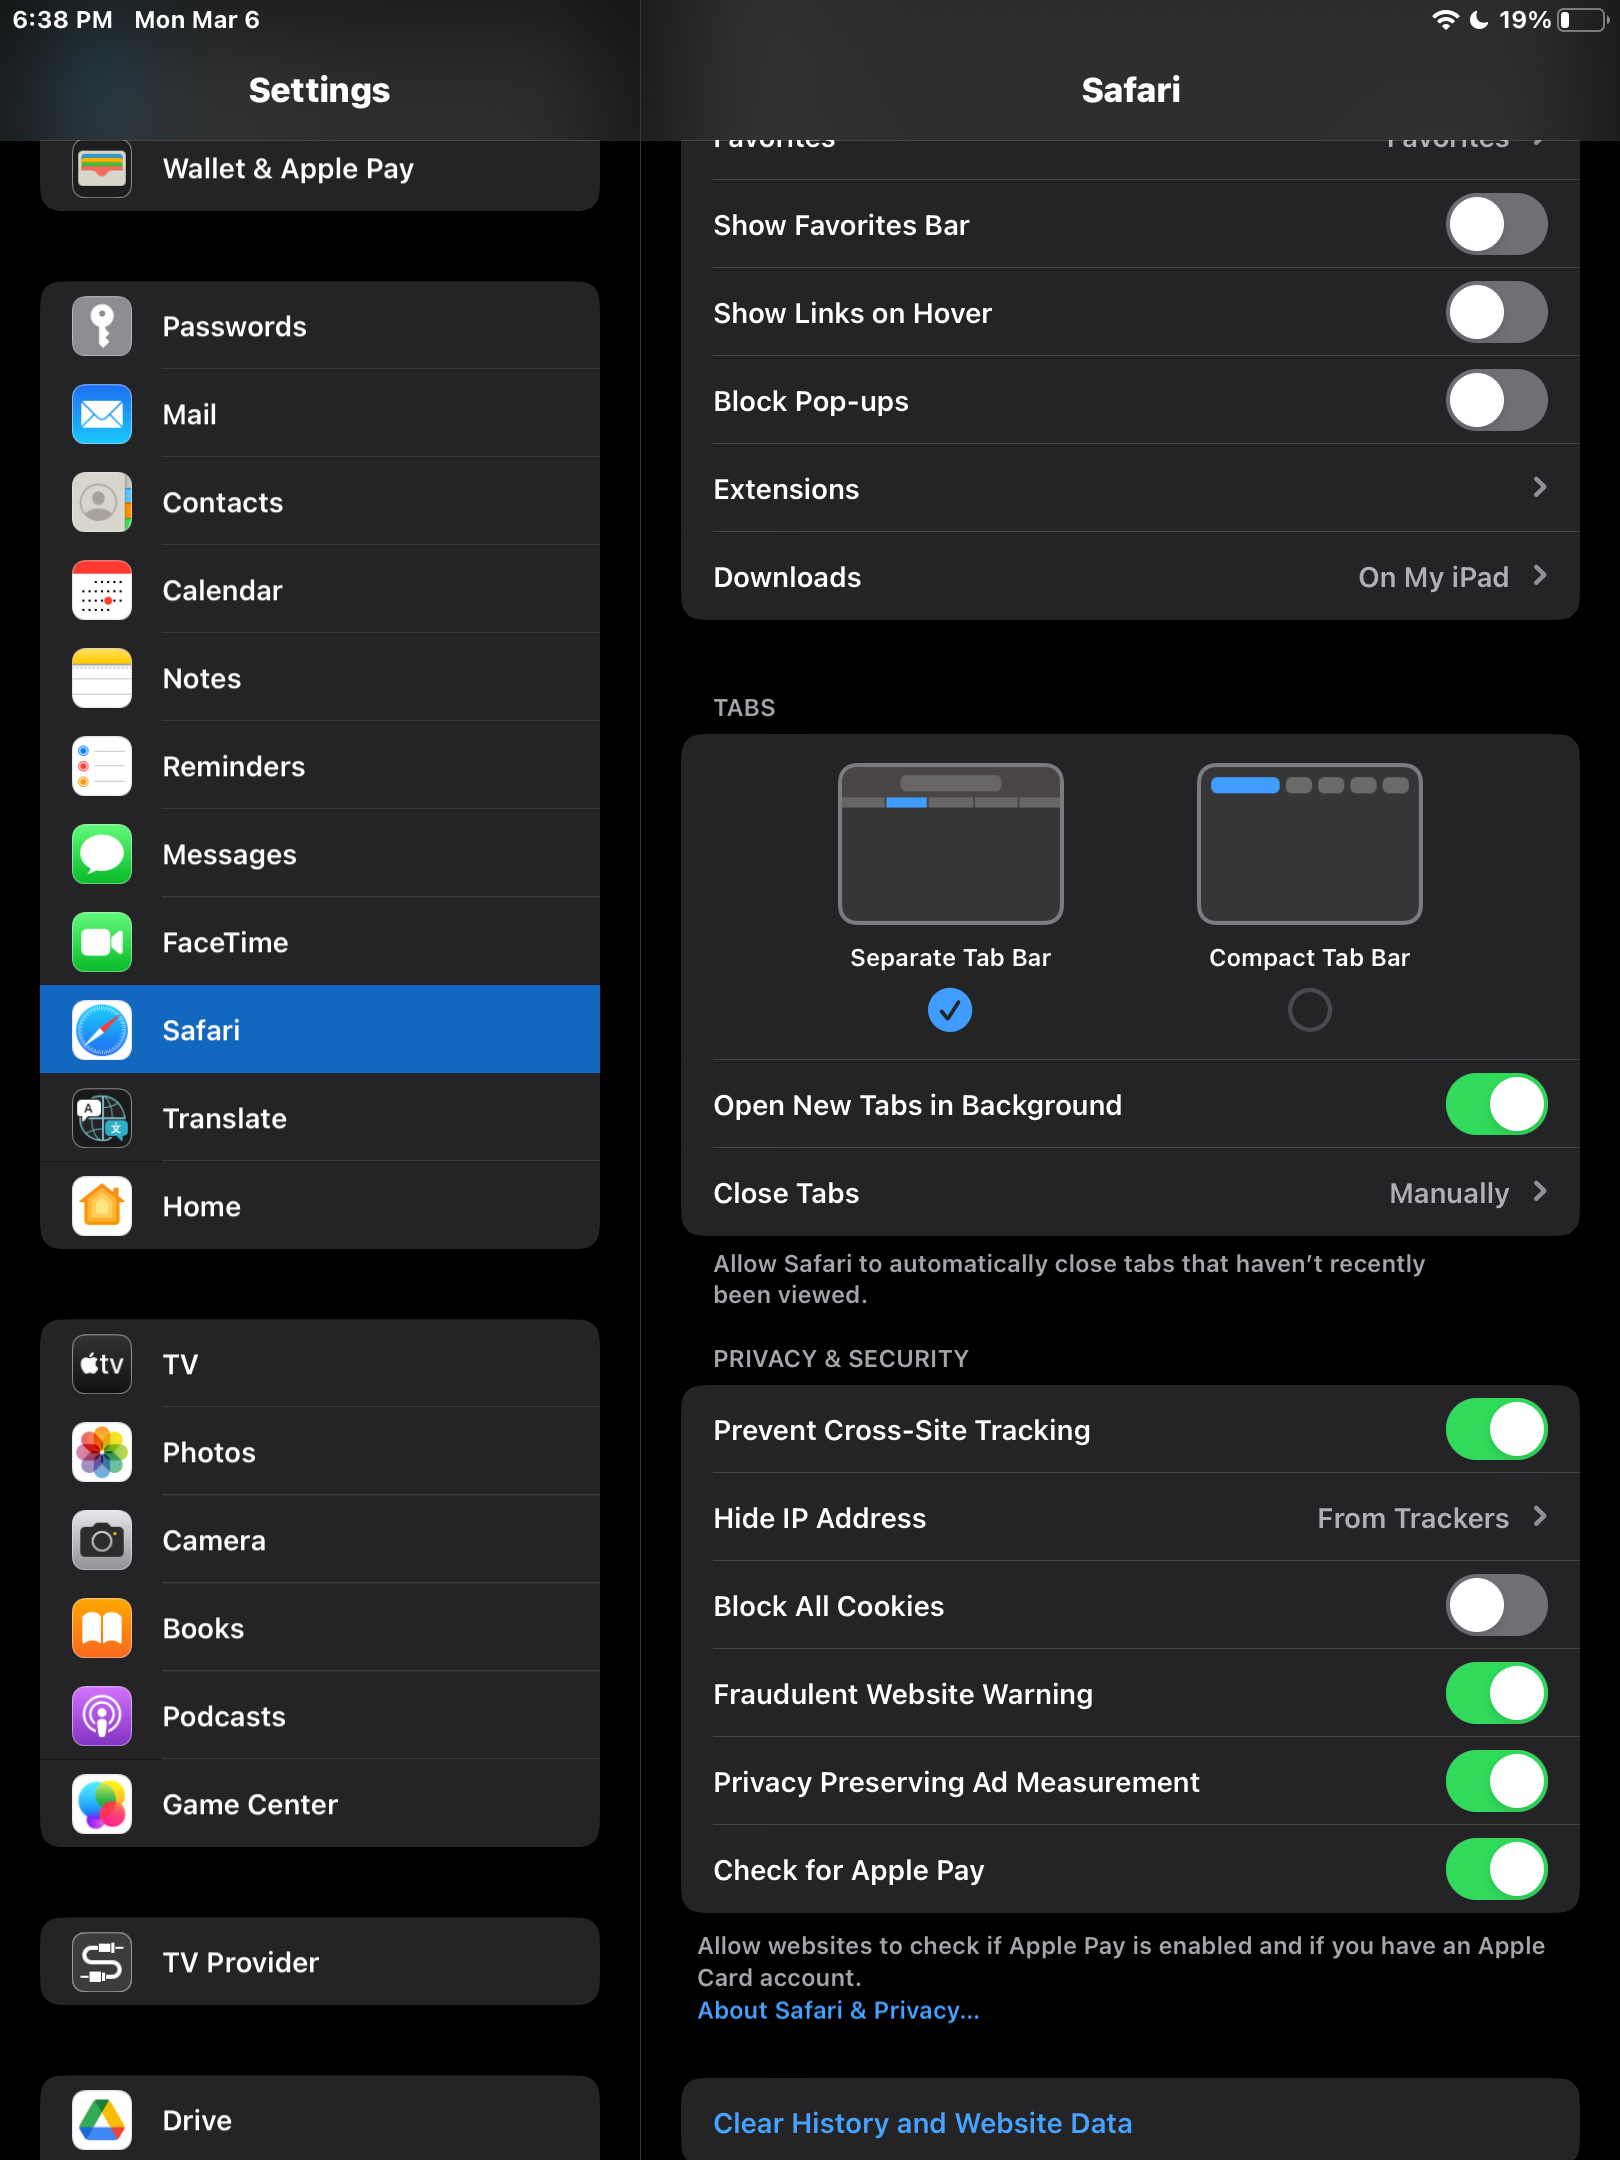 6:38 PM Mon Mar 6
19%
Settings
Wallet & Apple Pay
Passwords
Mail
Contacts
Calendar
Notes
Reminders
Messages
FaceTime
Safari
Translate
Home
tv
TV
Photos
Camera
Books
Podcasts
Game Center
TV Provider
Drive
Safari
Favorites Favorites
Show Favorites Bar
Show Links on Hover
Block Pop-ups
Extensions
Downloads On My iPad
TABS
Separate Tab Bar Compact Tab Bar
Open New Tabs in Background
Close Tabs Manually
Allow Safari to automatically close tabs that haven’t recently
been viewed.
PRIVACY & SECURITY
Prevent Cross-Site Tracking
Hide IP Address From Trackers
Block All Cookies
Fraudulent Website Warning
Privacy Preserving Ad Measurement
Check for Apple Pay
Allow websites to check if Apple Pay is enabled and if you have an Apple
Card account.
About Safari & Privacy...
Clear History and Website Data